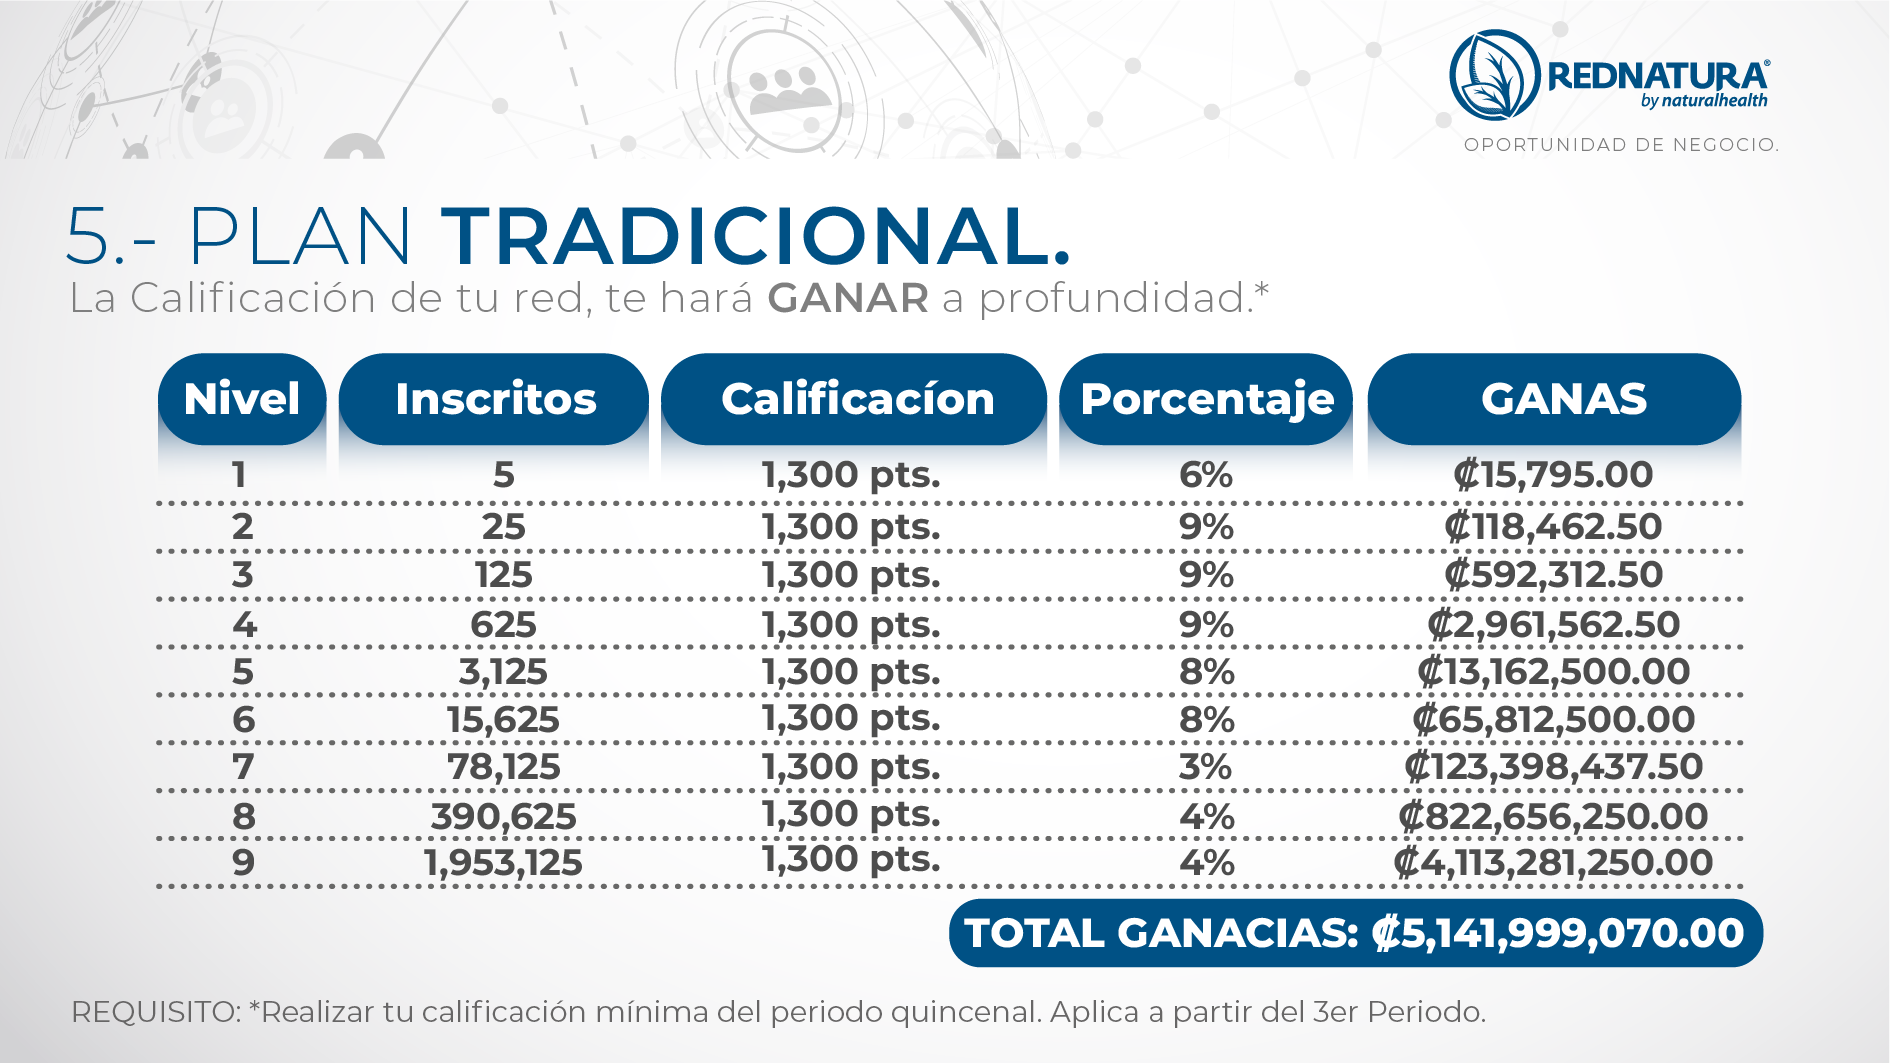 REDNATURA®
by naturalhealth
OPORTUNIDAD DE NEGOCIO.
5.- PLAN TRADICIONAL.
La Calificación de tu red, te hará GANAR a profundidad.*
Nivel Inscritos Calificacíon Porcentaje GANAS
1 5 1,300 pts. 6% ₡15,795.00
2 25 1,300 pts. 9% ₡118,462.50
3 125 1,300 pts. 9% ₡592,312.50
4 625 1,300 pts. 9% ₡2,961,562.50
5 3,125 1,300 pts. 8% ₡13,162,500.00
6 15,625 1,300 pts. 8% ₡65,812,500.00
7 78,125 1,300 pts. 3% ₡123,398,437.50
8 390,625 1,300 pts. 4% ₡822,656,250.00
9 1,953,125 1,300 pts. 4% ₡4,113,281,250.00
TOTAL GANACIAS: ₡5,141,999,070.00
REQUISITO: *Realizar tu calificación mínima del periodo quincenal. Aplica a partir del 3er Periodo.